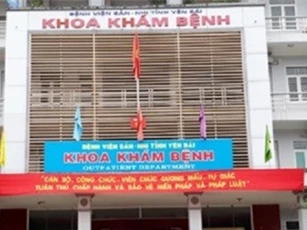 BỆNH VIỆN SẢN-NHI TỈNH YÊN BÁI
KHOA KHÁM BỆNH
BỆNH VIỆN SẢN-NHI TỈNH YÊN BÁI
KHOA KHÁM BỆNH
OUTPATIENT DEPARTMENT
"CÁN BỘ, CÔNG CHỨC, VIÊN CHỨC GƯƠNG MẪU, TỰ GIÁC
TUÂN THỦ CHẤP HÀNH VÀ BẢO VỆ HIẾN PHÁP VÀ PHÁP LUẬT"